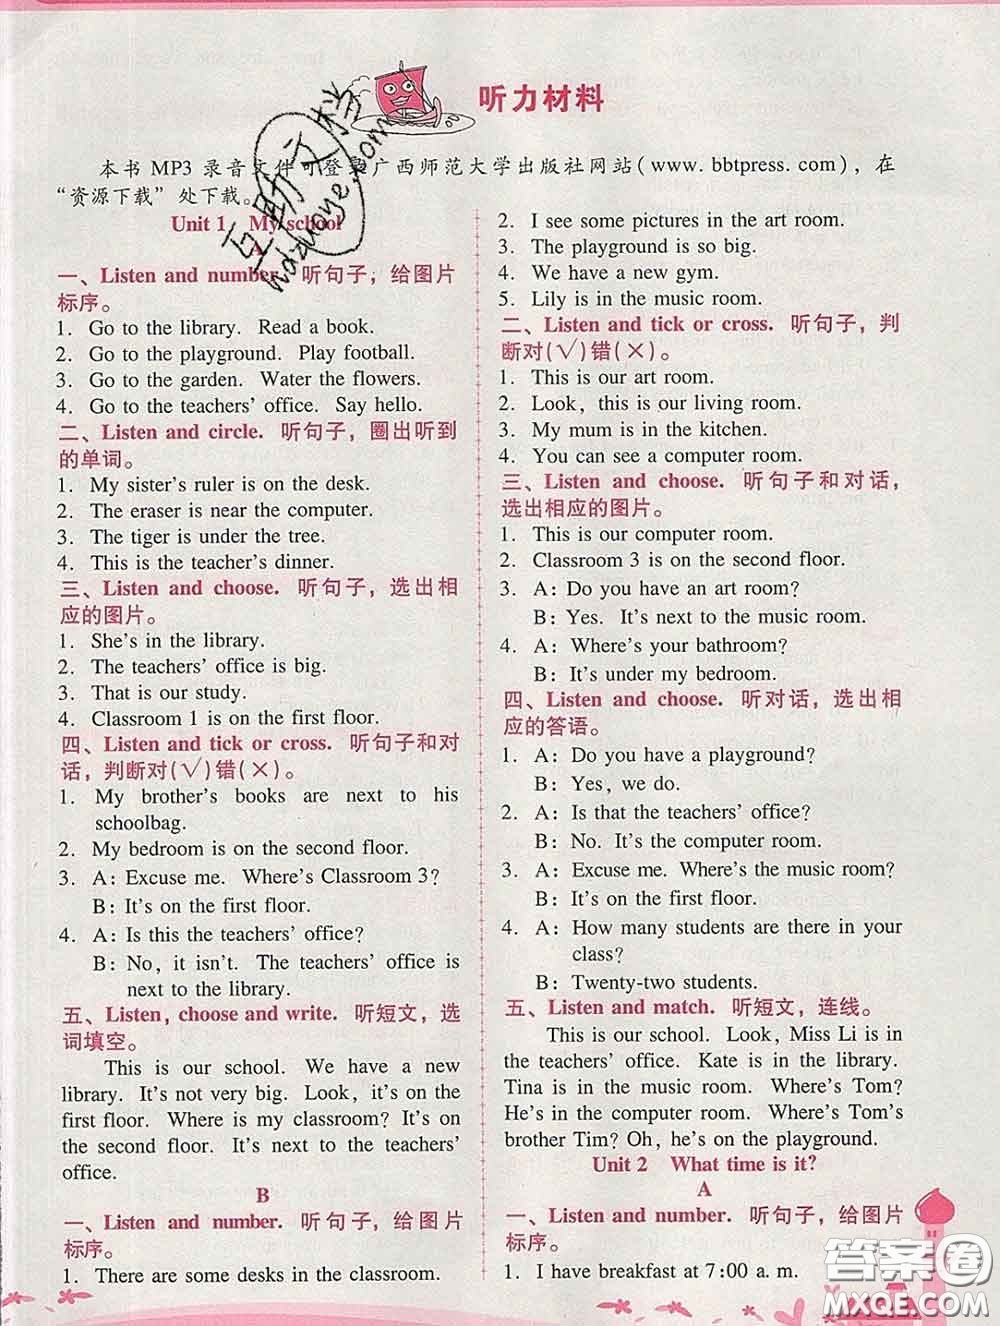 听力材料
本书 MP3 录音文件可登录广西师范大学出版社网站(www. bbtpress. com)，在
“资源下载”处下载。
Unit 1 My school
A
一、Listen and number. 听句子，给图片
标序。
1. Go to the library. Read a book.
2. Go to the playground. Play football.
3. Go to the garden. Water the flowers.
4. Go to the teachers' office. Say hello.
二、Listen and circle. 听句子，圈出听到
的单词。
1. My sister's ruler is on the desk.
2. The eraser is near the computer.
3. The tiger is under the tree.
4. This is the teacher's dinner.
三、Listen and choose. 听句子，选出相
应的图片。
1. She's in the library.
2. The teachers' office is big.
3. That is our study.
4. Classroom 1 is on the first floor.
四、Listen and tick or cross. 听句子和对
话，判断对(√)错(×)。
1. My brother's books are next to his
schoolbag.
2. My bedroom is on the second floor.
3. A: Excuse me. Where's Classroom 3?
B: It's on the first floor.
4. A: Is this the teachers' office?
B: No, it isn't. The teachers' office is
next to the library.
五、Listen, choose and write. 听短文，选
词填空。
This is our school. We have a new
library. It's not very big. Look, it's on the
first floor. Where is my classroom? It's on
the second floor. It's next to the teachers'
office.
B
一、Listen and number. 听句子，给图片
标序。
1. There are some desks in the classroom.
2. I see some pictures in the art room.
3. The playground is so big.
4. We have a new gym.
5. Lily is in the music room.
二、Listen and tick or cross. 听句子，判
断对(√)错(×)。
1. This is our art room.
2. Look, this is our living room.
3. My mum is in the kitchen.
4. You can see a computer room.
三、Listen and choose. 听句子和对话，
选出相应的图片。
1. This is our computer room.
2. Classroom 3 is on the second floor.
3. A: Do you have an art room?
B: Yes. It's next to the music room.
4. A: Where's your bathroom?
B: It's under my bedroom.
四、Listen and choose. 听对话，选出相
应的答语。
1. A: Do you have a playground?
B: Yes, we do.
2. A: Is that the teachers' office?
B: No. It's the computer room.
3. A: Excuse me. Where's the music room?
B: It's on the first floor.
4. A: How many students are there in your
class?
B: Twenty-two students.
五、Listen and match. 听短文，连线。
This is our school. Look, Miss Li is in
the teachers' office. Kate is in the library.
Tina is in the music room. Where's Tom?
He's in the computer room. Where's Tom's
brother Tim? Oh, he's on the playground.
Unit 2 What time is it?
A
一、Listen and number. 听句子，给图片
标序。
1. I have breakfast at 7:00 a. m.
互助文档
hdzuone.com
答案圈
MXQE.COM